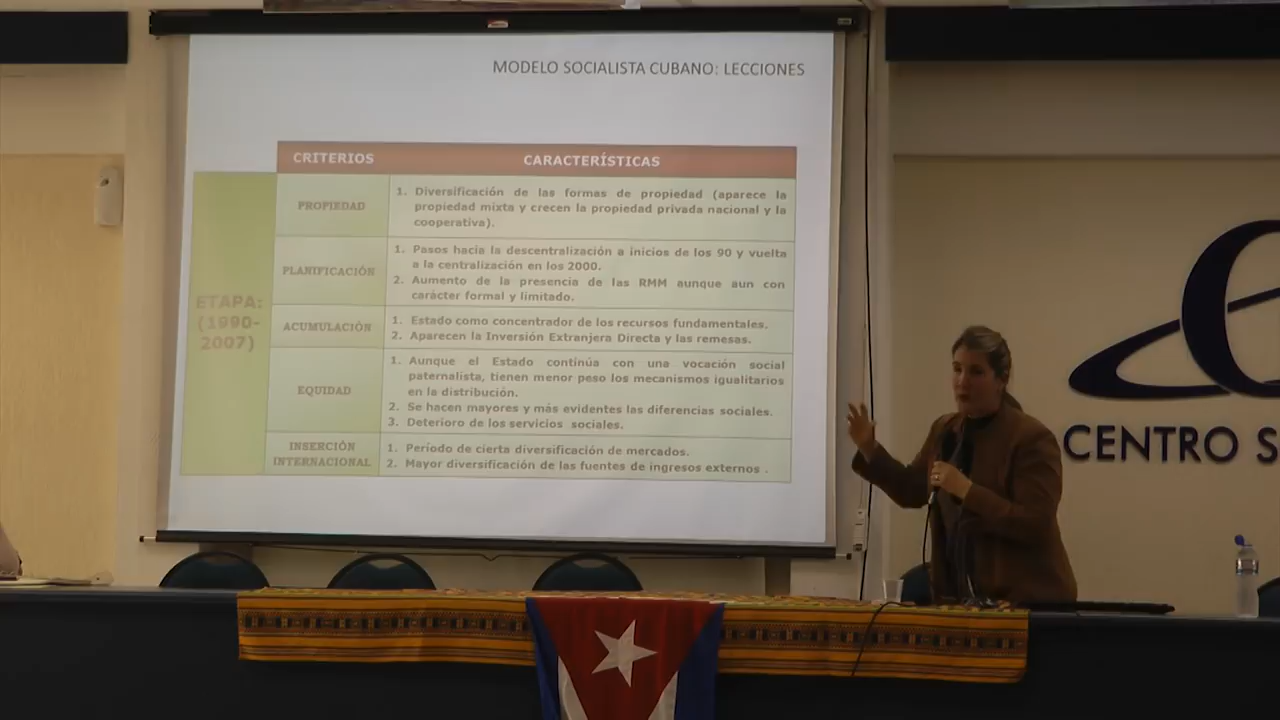 MODELO SOCIALISTA CUBANO: LECCIONES
CRITERIOS
CARACTERÍSTICAS
ETAPA:
(1990-
2007)
PROPIEDAD
1. Diversificación de las formas de propiedad (aparece la
propiedad mixta y crecen la propiedad privada nacional y la
cooperativa).
PLANIFICACIÓN
1. Pasos hacia la descentralización a inicios de los 90 y vuelta
a la centralización en los 2000.
2. Aumento de la presencia de las RMM aunque aun con
carácter formal y limitado.
ACUMULACIÓN
1. Estado como concentrador de los recursos fundamentales.
2. Aparecen la Inversión Extranjera Directa y las remesas.
EQUIDAD
1. Aunque el Estado continúa con una vocación social
paternalista, tienen menor peso los mecanismos igualitarios
en la distribución.
2. Se hacen mayores y más evidentes las diferencias sociales.
3. Deterioro de los servicios sociales.
INSERCIÓN
INTERNACIONAL
1. Período de cierta diversificación de mercados.
2. Mayor diversificación de las fuentes de ingresos externos .
CENTRO S